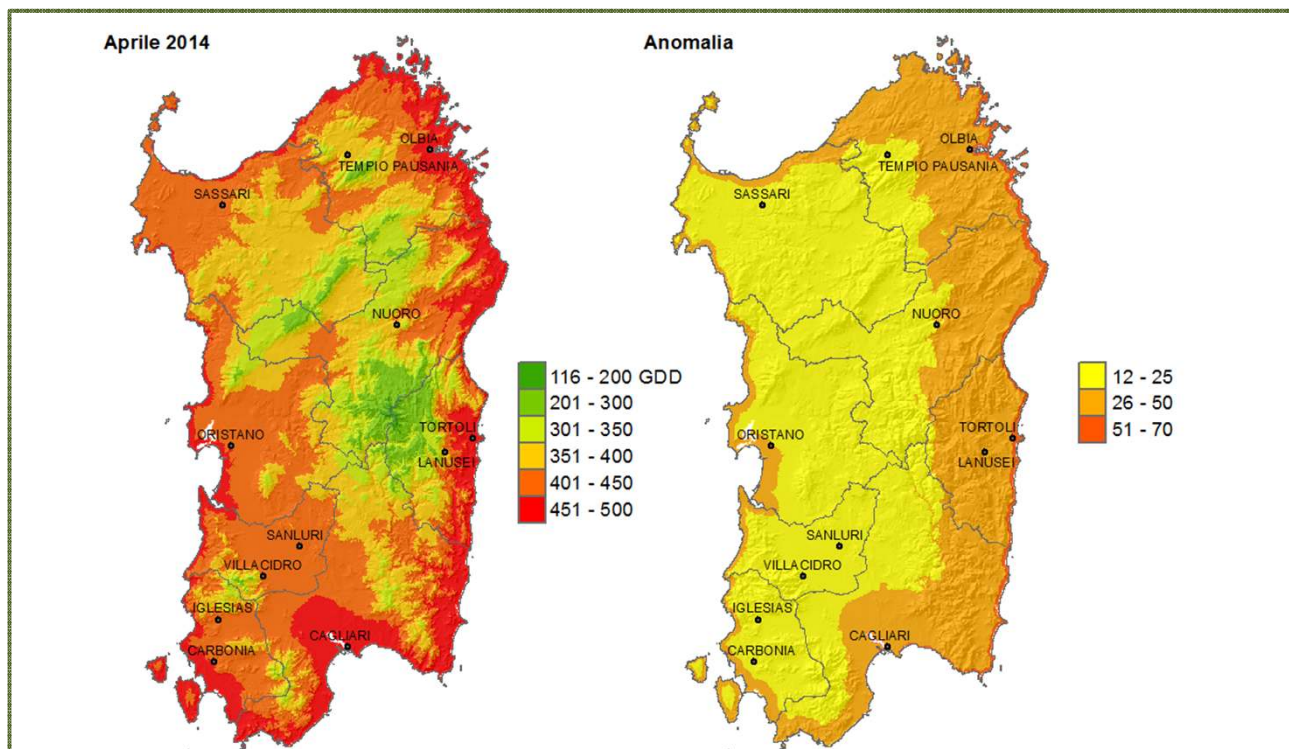 Aprile 2014
OLBIA
TEMPIO PAUSANIA
SASSARI
NUORO
ORISTANO
TORTOLI
LANUSEI
SANLURI
VILLACIDRO
IGLESIAS
CAGLIARI
CARBONIA
116 - 200 GDD
201 - 300
301 - 350
351 - 400
401 - 450
451 - 500
Anomalia
OLBIA
TEMPIO PAUSANIA
SASSARI
NUORO
ORISTANO
TORTOLI
LANUSEI
SANLURI
VILLACIDRO
IGLESIAS
CAGLIARI
CARBONIA
12 - 25
26 - 50
51 - 70